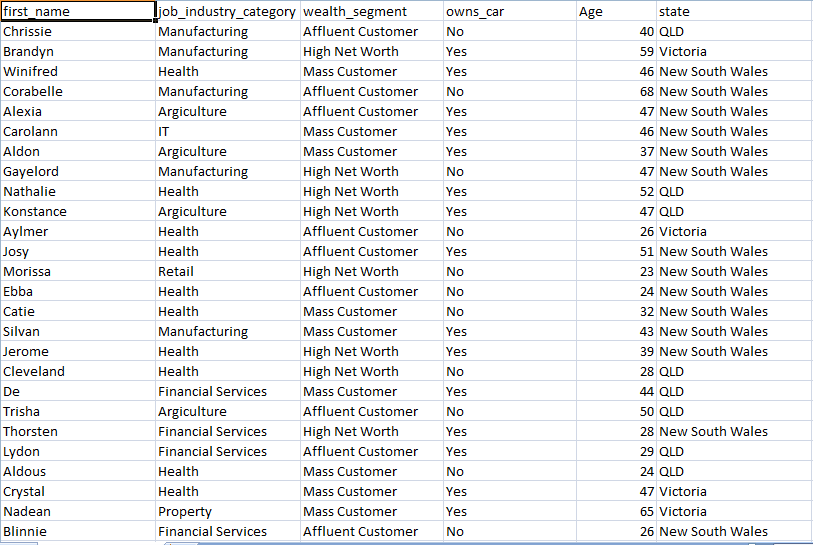 first_name job_industry_category wealth_segment owns_car Age state
Chrissie Manufacturing Affluent Customer No 40 QLD
Brandyn Manufacturing High Net Worth Yes 59 Victoria
Winifred Health Mass Customer Yes 46 New South Wales
Corabelle Manufacturing Affluent Customer No 68 New South Wales
Alexia Argiculture Affluent Customer Yes 47 New South Wales
Carolann IT Mass Customer Yes 46 New South Wales
Aldon Argiculture Mass Customer Yes 37 New South Wales
Gayelord Manufacturing High Net Worth No 47 New South Wales
Nathalie Health High Net Worth Yes 52 QLD
Konstance Argiculture High Net Worth Yes 47 QLD
Aylmer Health Affluent Customer No 26 Victoria
Josy Health Affluent Customer Yes 51 New South Wales
Morissa Retail High Net Worth No 23 New South Wales
Ebba Health Affluent Customer No 24 New South Wales
Catie Health Mass Customer No 32 New South Wales
Silvan Manufacturing Mass Customer Yes 43 New South Wales
Jerome Health High Net Worth Yes 39 New South Wales
Cleveland Health High Net Worth No 28 QLD
De Financial Services Mass Customer Yes 44 QLD
Trisha Argiculture Affluent Customer No 50 QLD
Thorsten Financial Services High Net Worth Yes 28 New South Wales
Lydon Financial Services Affluent Customer Yes 29 QLD
Aldous Health Mass Customer No 24 QLD
Crystal Health Mass Customer Yes 47 Victoria
Nadean Property Mass Customer Yes 65 Victoria
Blinnie Financial Services Affluent Customer No 26 New South Wales